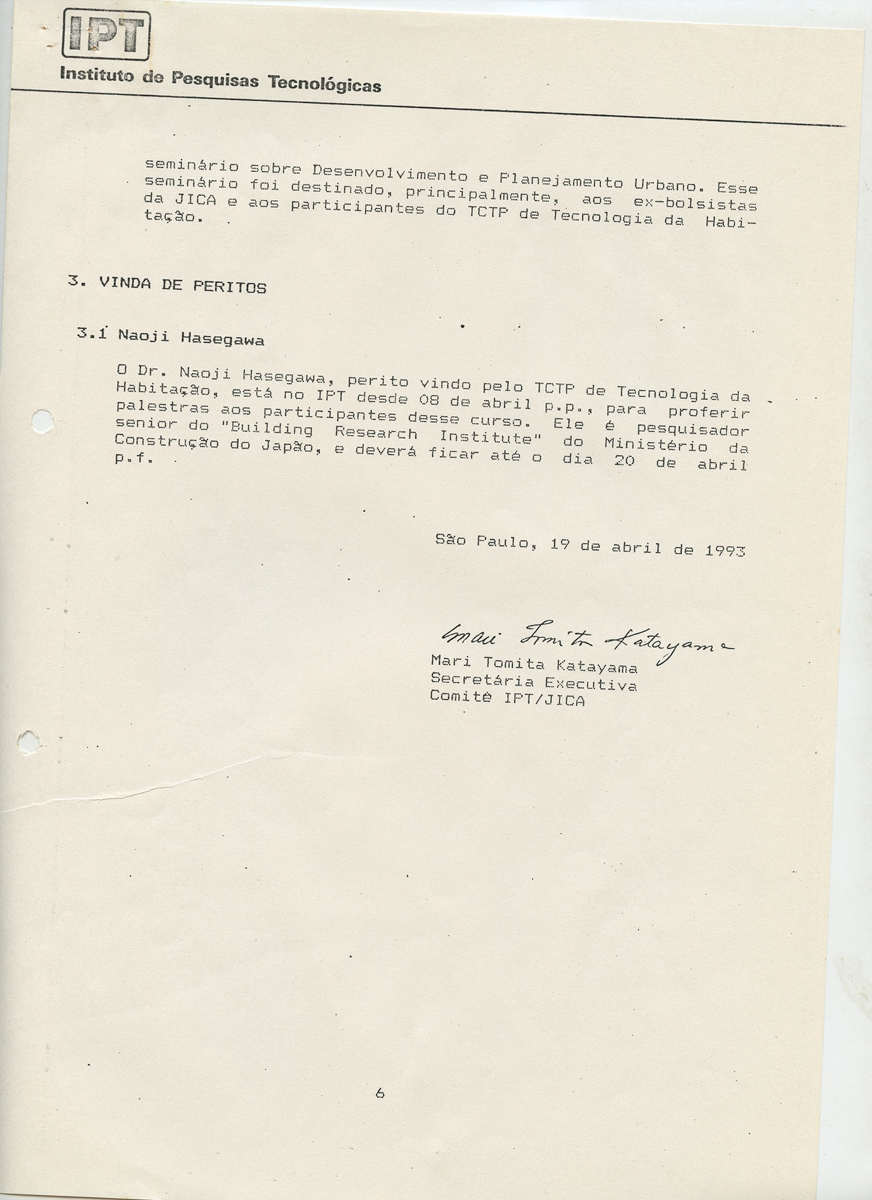 IPT
Instituto de Pesquisas Tecnológicas
seminário sobre Desenvolvimento e Planejamento Urbano. Esse
seminário foi destinado, principalmente, aos ex-bolsistas
da JICA e aos participantes do TCTP de Tecnologia da Habi-
tação.
3. VINDA DE PERITOS
3.1 Naoji Hasegawa
O Dr. Naoji Hasegawa, perito vindo pelo TCTP de Tecnologia da
Habitação, está no IPT desde 08 de abril p.p., para proferir
palestras aos participantes desse curso. Ele é pesquisador
senior do "Building Research Institute" do Ministério da
Construção do Japão, e deverá ficar até o dia 20 de abril
p.f.
São Paulo, 19 de abril de 1993
Mari Tomita Katayama
Mari Tomita Katayama
Secretária Executiva
Comitê IPT/JICA
6